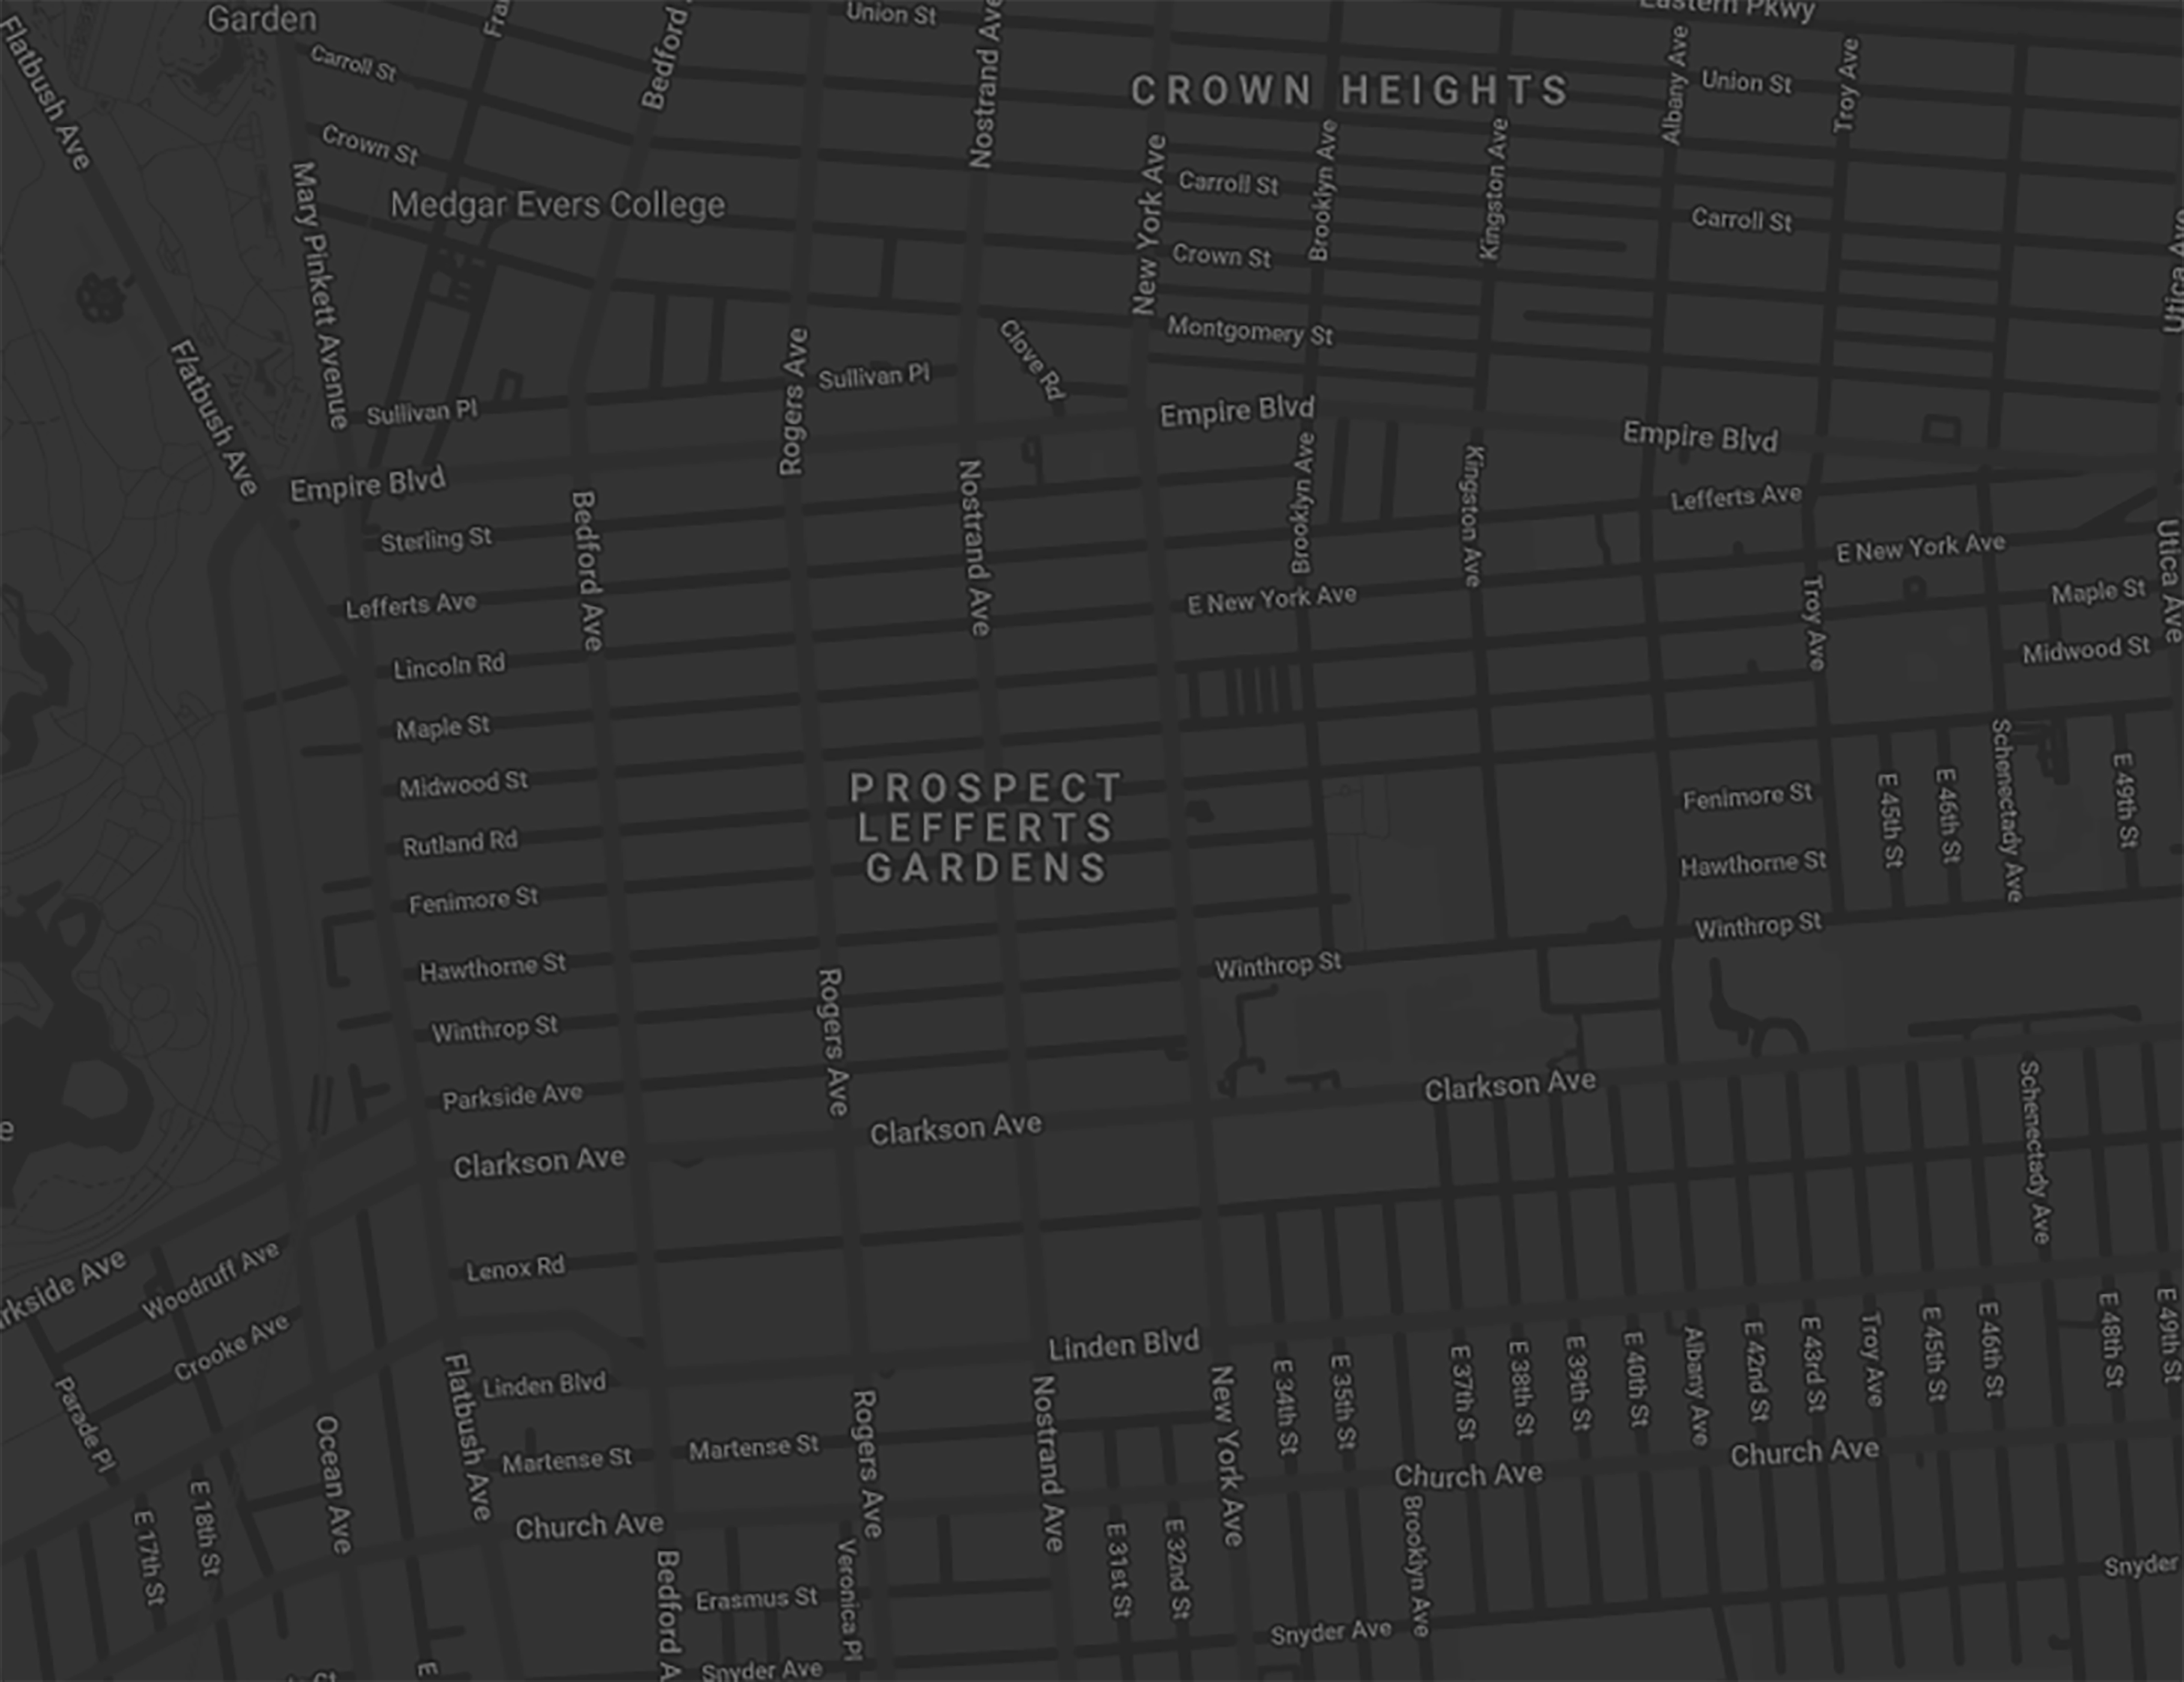 Garden
Union St
Eastern Pkwy
Flatbush Ave
Carroll St
Bedford
Nostrand Ave
CROWN HEIGHTS
Albany Ave
Union St
Troy Ave
Crown St
Mary Pinkett Avenue
Medgar Evers College
New York Ave
Carroll St
Brooklyn Ave
Kingston Ave
Carroll St
Crown St
Montgomery St
Flatbush Ave
Sullivan Pl
Rogers Ave
Sullivan Pl
Clove Rd
Empire Blvd
Empire Blvd
Empire Blvd
Sterling St
Bedford Ave
Nostrand Ave
Brooklyn Ave
Kingston Ave
Lefferts Ave
E New York Ave
Utica Ave
Lefferts Ave
E New York Ave
Troy Ave
Maple St
Midwood St
Lincoln Rd
Maple St
Midwood St
PROSPECT
LEFFERTS
GARDENS
Fenimore St
E 45th St
E 46th St
Schenectady Ave
E 49th St
Rutland Rd
Hawthorne St
Fenimore St
Winthrop St
Hawthorne St
Winthrop St
Rogers Ave
Winthrop St
Parkside Ave
Clarkson Ave
Clarkson Ave
Clarkson Ave
Schenectady Ave
rkside Ave
Woodruff Ave
Lenox Rd
Crooke Ave
Linden Blvd
Parade Pl
Flatbush Ave
Linden Blvd
Ocean Ave
Martense St
Martense St
Rogers Ave
Nostrand Ave
New York Ave
E 34th St
E 35th St
E 37th St
E 38th St
E 39th St
E 40th St
Albany Ave
E 42nd St
E 43rd St
Troy Ave
E 45th St
E 46th St
E 48th St
E 49th St
Church Ave
Church Ave
E 17th St
E 18th St
Church Ave
Bedford A
Erasmus St
Veronica Pl
E 31st St
E 32nd St
Brooklyn Ave
Snyder
Snyder Ave
Snyder Ave
E